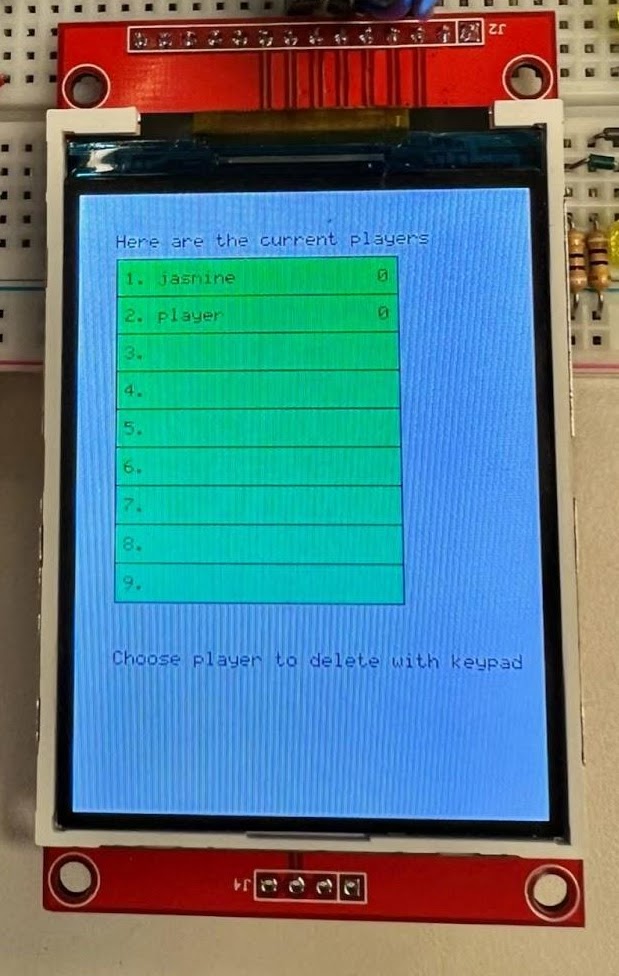 J2
Here are the current players
1. jasmine 0
2. player 0
3.
4.
5.
6.
7.
8.
9.
Choose player to delete with keypad
J4